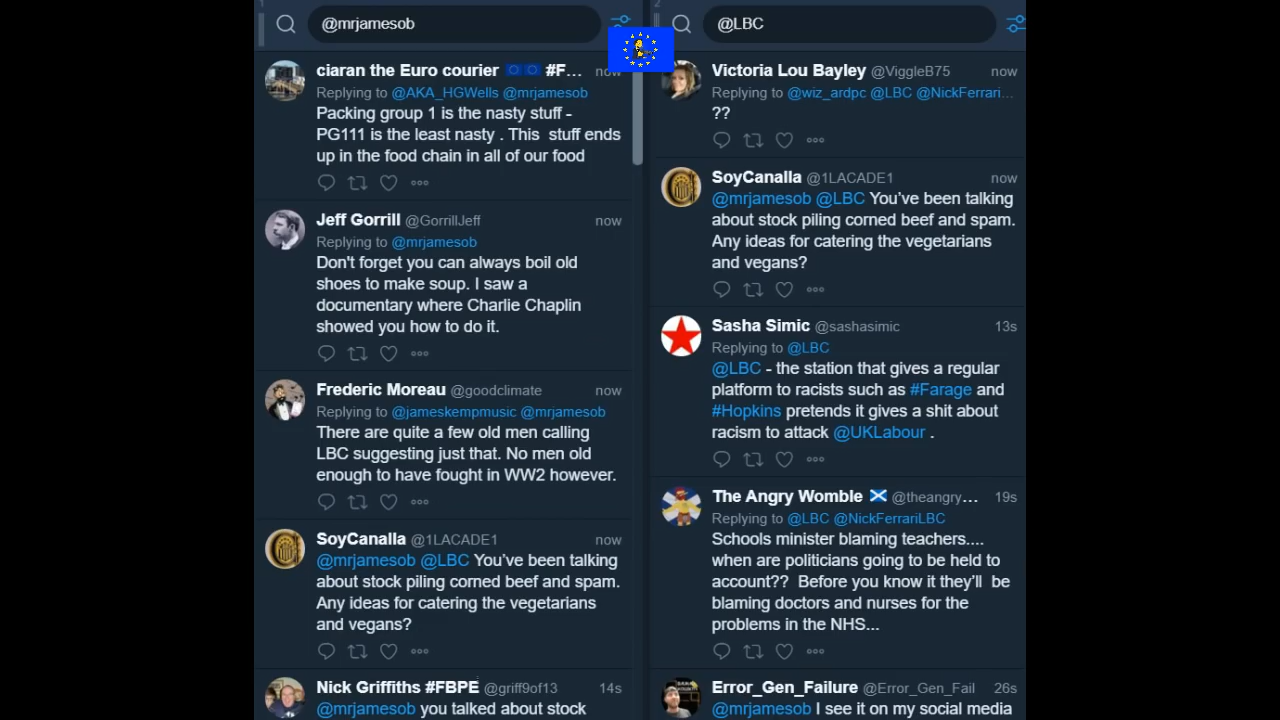 1
@mrjamesob
ciaran the Euro courier #F... now
Replying to @AKA_HGWells @mrjamesob
Packing group 1 is the nasty stuff -
PG111 is the least nasty . This stuff ends
up in the food chain in all of our food
Jeff Gorrill @GorrillJeff now
Replying to @mrjamesob
Don't forget you can always boil old
shoes to make soup. I saw a
documentary where Charlie Chaplin
showed you how to do it.
Frederic Moreau @goodclimate now
Replying to @jameskempmusic @mrjamesob
There are quite a few old men calling
LBC suggesting just that. No men old
enough to have fought in WW2 however.
SoyCanalla @1LACADE1 now
@mrjamesob @LBC You've been talking
about stock piling corned beef and spam.
Any ideas for catering the vegetarians
and vegans?
Nick Griffiths #FBPE @griff9of13 14s
@mrjamesob you talked about stock
2
@LBC
Victoria Lou Bayley @ViggleB75 now
Replying to @wiz_ardpc @LBC @NickFerrari...
??
SoyCanalla @1LACADE1 now
@mrjamesob @LBC You've been talking
about stock piling corned beef and spam.
Any ideas for catering the vegetarians
and vegans?
Sasha Simic @sashasimic 13s
Replying to @LBC
@LBC - the station that gives a regular
platform to racists such as #Farage and
#Hopkins pretends it gives a shit about
racism to attack @UKLabour .
The Angry Womble @theangry... 19s
Replying to @LBC @NickFerrariLBC
Schools minister blaming teachers....
when are politicians going to be held to
account?? Before you know it they'll be
blaming doctors and nurses for the
problems in the NHS...
Error_Gen_Failure @Error_Gen_Fail 26s
@mrjamesob I see it on my social media